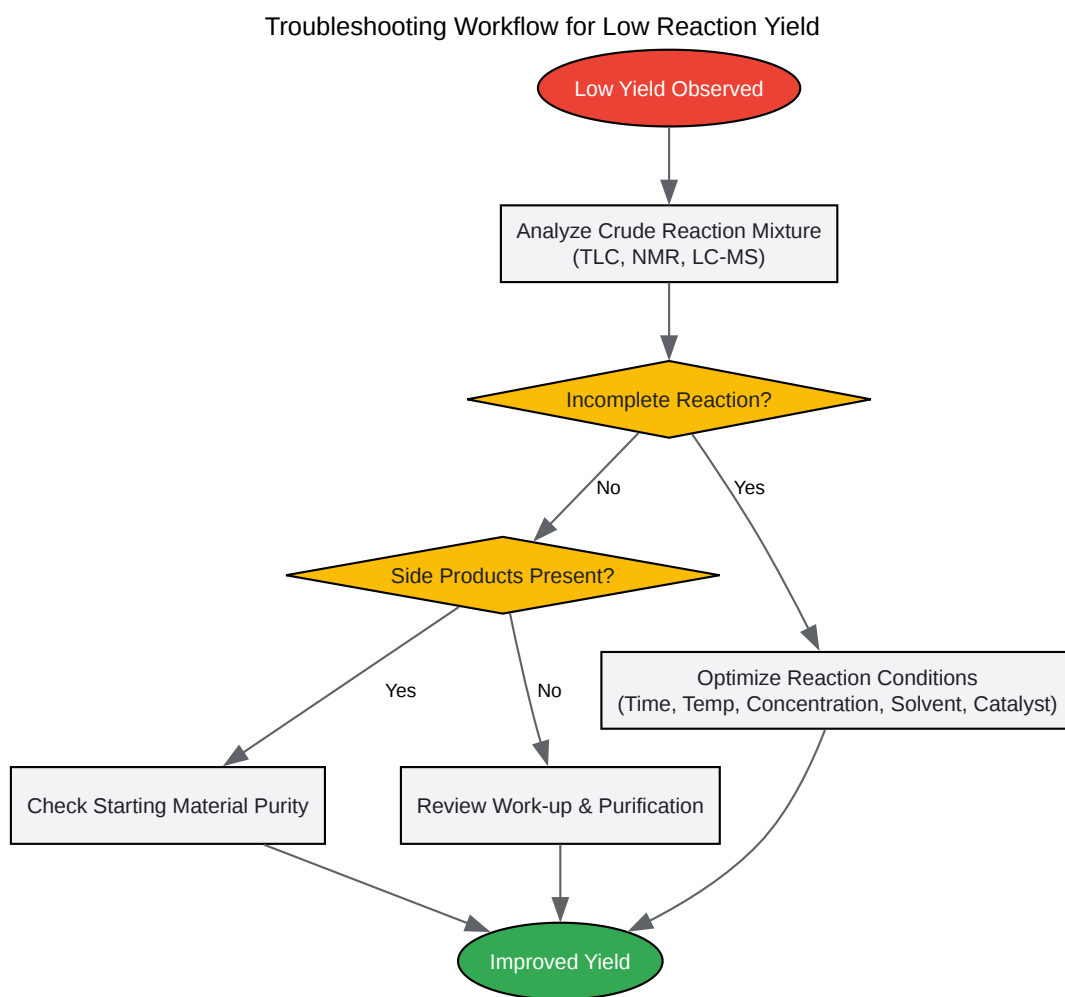 Troubleshooting Workflow for Low Reaction Yield
Low Yield Observed
Analyze Crude Reaction Mixture
(TLC, NMR, LC-MS)
Incomplete Reaction?
No
Yes
Side Products Present?
Optimize Reaction Conditions
(Time, Temp, Concentration, Solvent, Catalyst)
Yes
No
Check Starting Material Purity
Review Work-up & Purification
Improved Yield